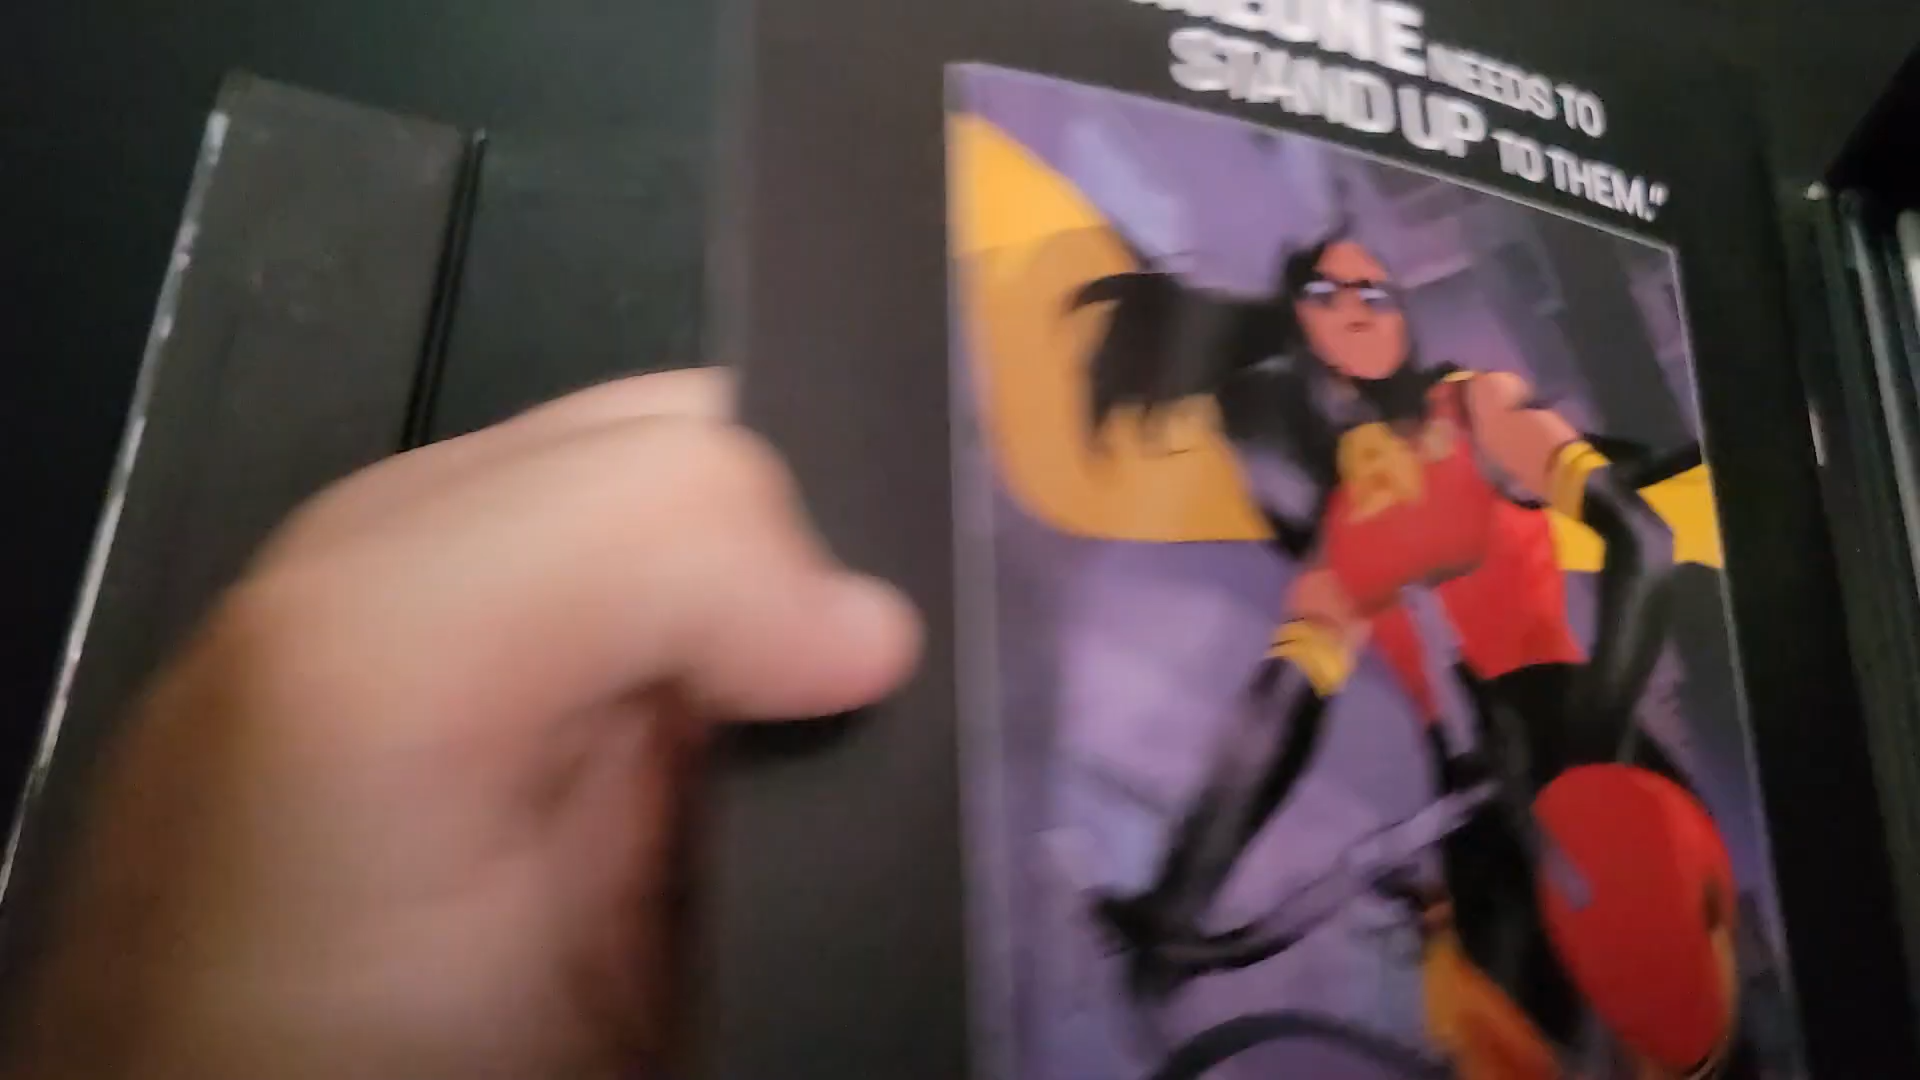 NEEDS TO
STAND UP TO THEM."
A